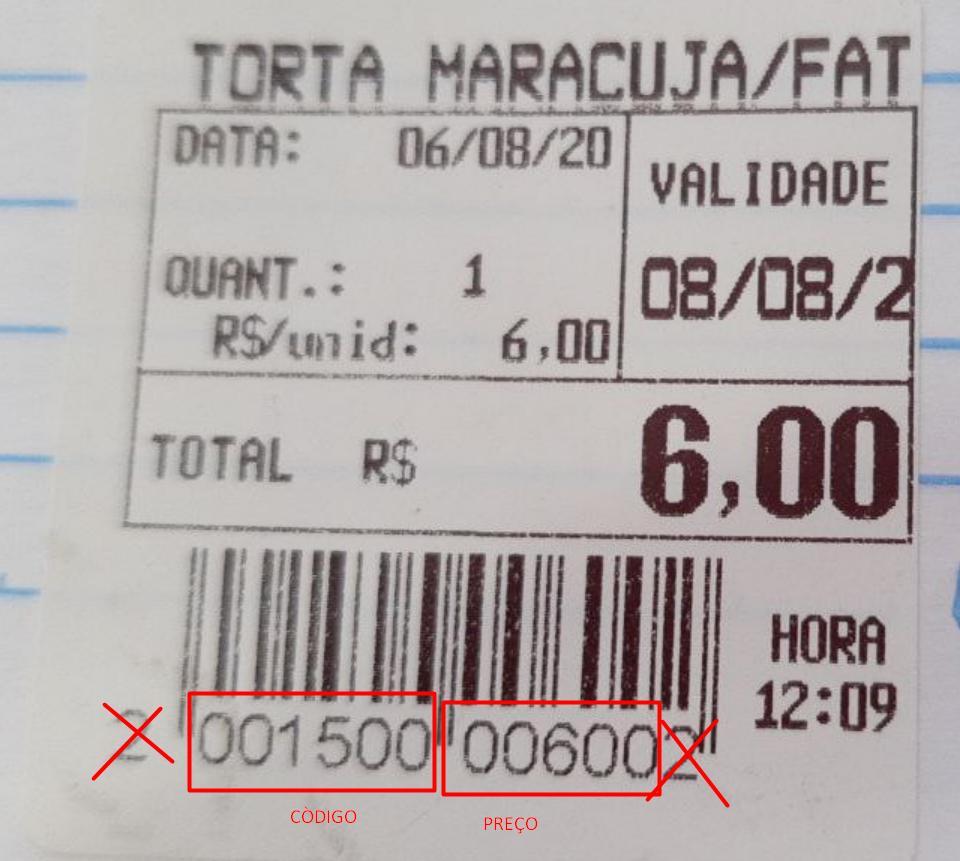 TORTA MARACUJA/FAT
DATA: 06/08/20
VALIDADE
08/08/2
QUANT.: 1
R$/unid: 6,00
TOTAL R$ 6,00
HORA
12:09
2 001500 006002
CÒDIGO
PREÇO